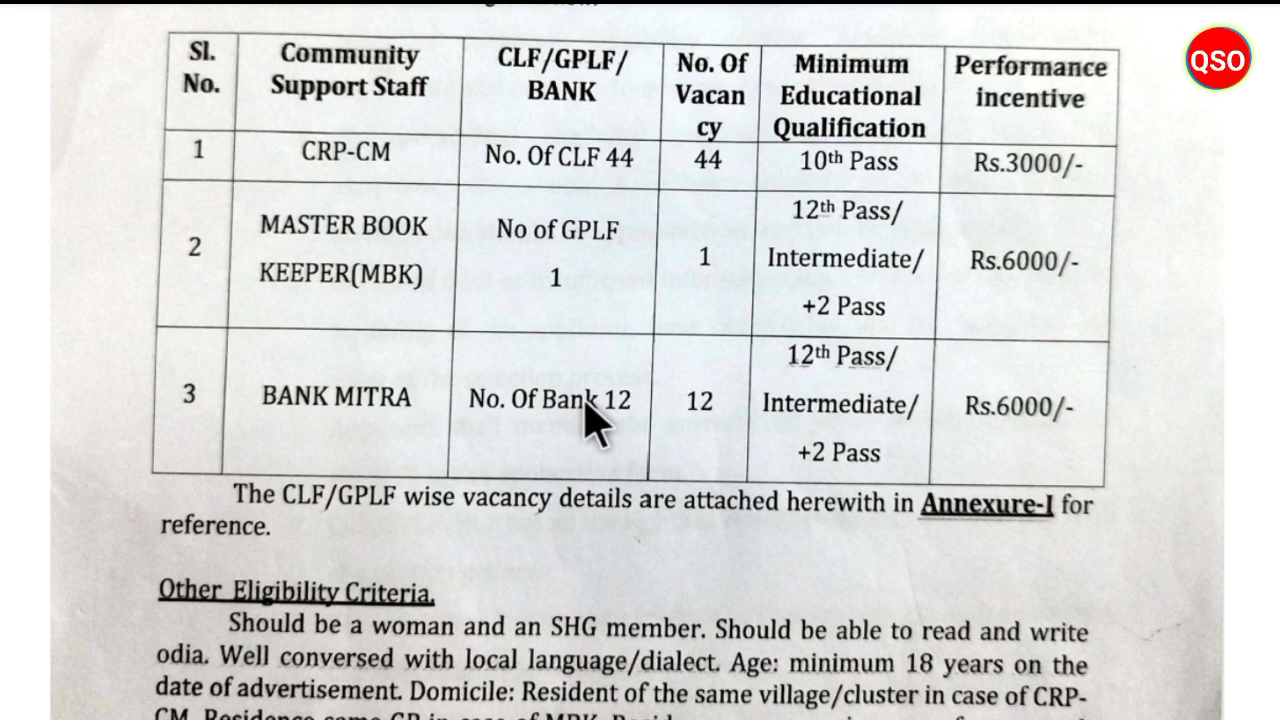 QSO
Sl. No. Community Support Staff CLF/GPLF/ BANK No. Of Vacan cy Minimum Educational Qualification Performance incentive
1 CRP-CM No. Of CLF 44 44 10th Pass Rs.3000/-
2 MASTER BOOK KEEPER(MBK) No of GPLF 1 1 12th Pass/ Intermediate/ +2 Pass Rs.6000/-
3 BANK MITRA No. Of Bank 12 12 12th Pass/ Intermediate/ +2 Pass Rs.6000/-
The CLF/GPLF wise vacancy details are attached herewith in Annexure-I for
reference.
Other Eligibility Criteria.
Should be a woman and an SHG member. Should be able to read and write
odia. Well conversed with local language/dialect. Age: minimum 18 years on the
date of advertisement. Domicile: Resident of the same village/cluster in case of CRP-